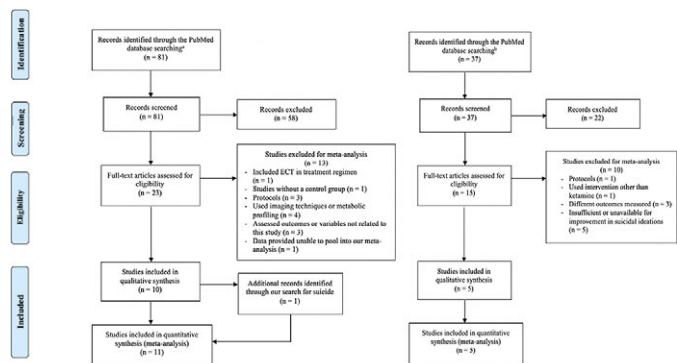 Identification
Records identified through the PubMed
database searchingᵃ
(n = 81)
Records identified through the PubMed
database searchingᵇ
(n = 37)
Screening
Records screened
(n = 81)
Records excluded
(n = 58)
Records screened
(n = 37)
Records excluded
(n = 22)
Eligibility
Full-text articles assessed for
eligibility
(n = 23)
Studies excluded for meta-analysis
(n = 13)
- Included ECT in treatment regimen
(n = 1)
- Studies without a control group (n = 1)
- Protocols (n = 3)
- Used imaging techniques or metabolic
profiling (n = 4)
- Assessed outcomes or variables not related to
this study (n = 3)
- Data provided unable to pool into our meta-
analysis (n = 1)
Full-text articles assessed for
eligibility
(n = 15)
Studies excluded for meta-analysis
(n = 10)
- Protocols (n = 1)
- Used intervention other than
ketamine (n = 1)
- Different outcomes measured (n = 3)
- Insufficient or unavailable for
improvement in suicidal ideations
(n = 5)
Included
Studies included in
qualitative synthesis
(n = 10)
Additional records identified
through our search for suicide
(n = 1)
Studies included in quantitative
synthesis (meta-analysis)
(n = 11)
Studies included in
qualitative synthesis
(n = 5)
Studies included in quantitative
synthesis (meta-analysis)
(n = 5)